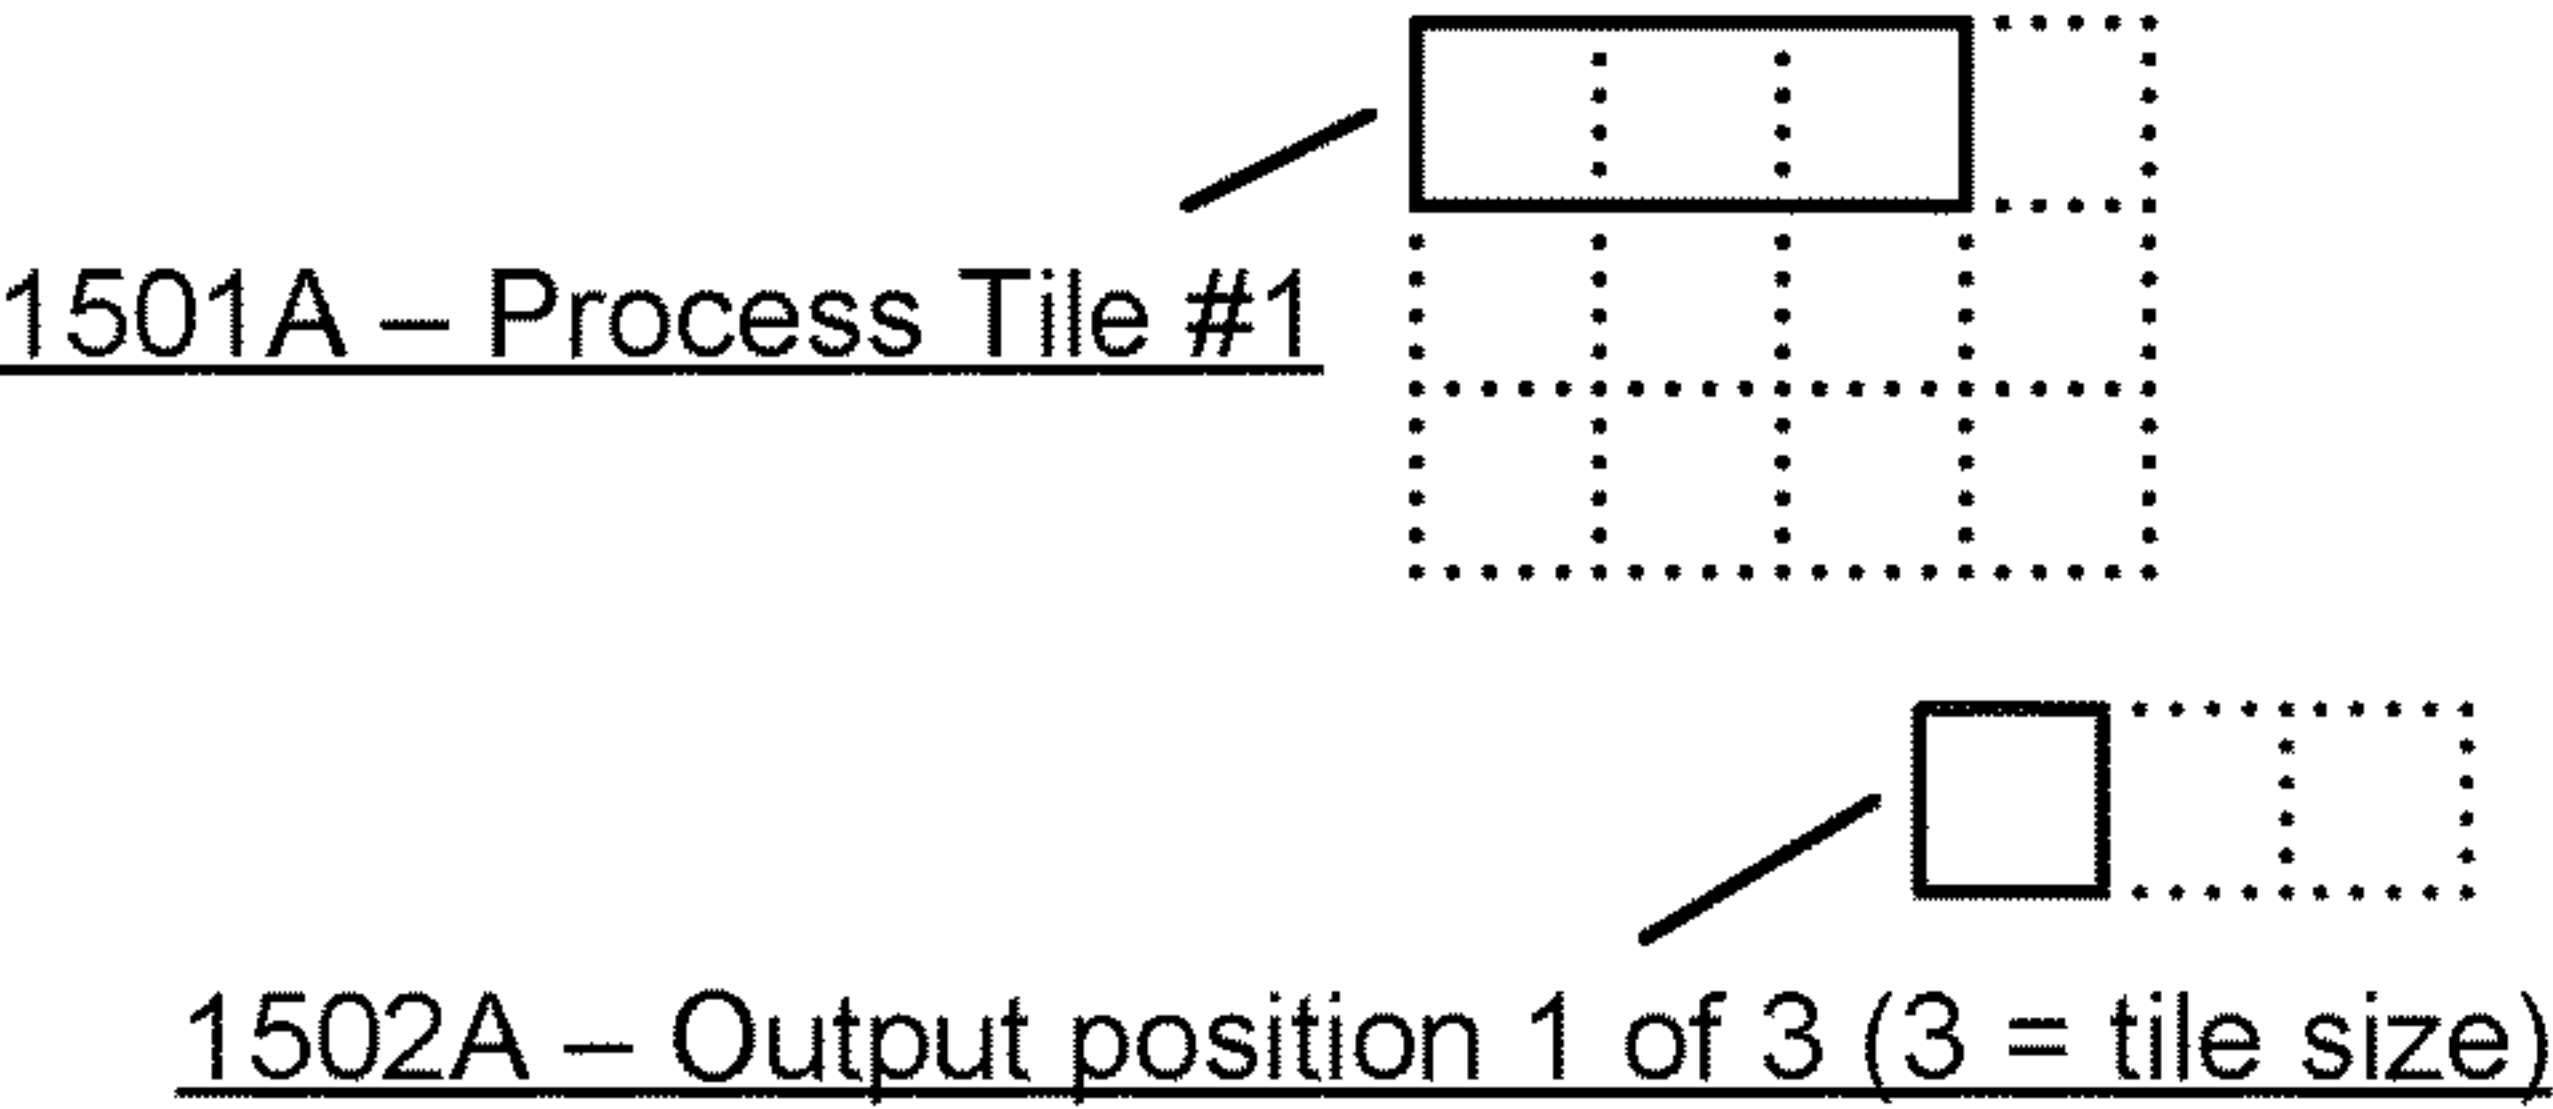 1501A – Process Tile #1
1502A – Output position 1 of 3 (3 = tile size)